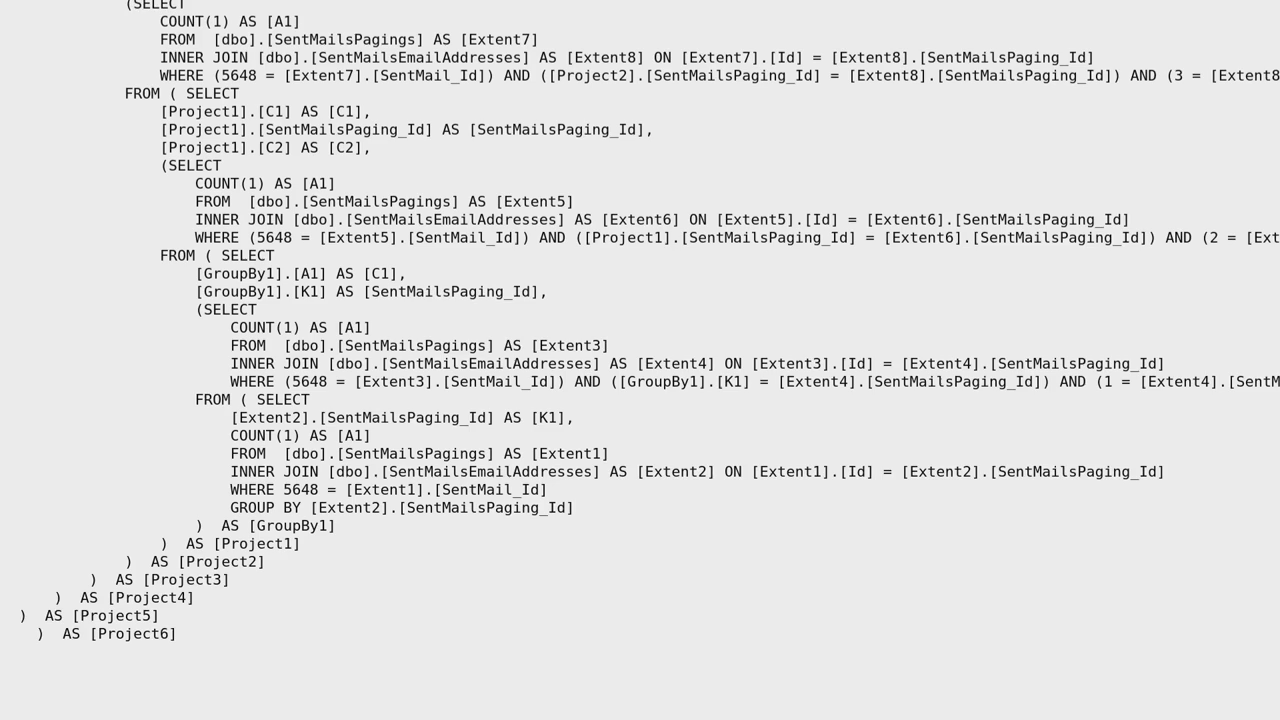 (SELECT
COUNT(1) AS [A1]
FROM  [dbo].[SentMailsPagings] AS [Extent7]
INNER JOIN [dbo].[SentMailsEmailAddresses] AS [Extent8] ON [Extent7].[Id] = [Extent8].[SentMailsPaging_Id]
WHERE (5648 = [Extent7].[SentMail_Id]) AND ([Project2].[SentMailsPaging_Id] = [Extent8].[SentMailsPaging_Id]) AND (3 = [Extent8
FROM ( SELECT
[Project1].[C1] AS [C1],
[Project1].[SentMailsPaging_Id] AS [SentMailsPaging_Id],
[Project1].[C2] AS [C2],
(SELECT
COUNT(1) AS [A1]
FROM  [dbo].[SentMailsPagings] AS [Extent5]
INNER JOIN [dbo].[SentMailsEmailAddresses] AS [Extent6] ON [Extent5].[Id] = [Extent6].[SentMailsPaging_Id]
WHERE (5648 = [Extent5].[SentMail_Id]) AND ([Project1].[SentMailsPaging_Id] = [Extent6].[SentMailsPaging_Id]) AND (2 = [Ext
FROM ( SELECT
[GroupBy1].[A1] AS [C1],
[GroupBy1].[K1] AS [SentMailsPaging_Id],
(SELECT
COUNT(1) AS [A1]
FROM  [dbo].[SentMailsPagings] AS [Extent3]
INNER JOIN [dbo].[SentMailsEmailAddresses] AS [Extent4] ON [Extent3].[Id] = [Extent4].[SentMailsPaging_Id]
WHERE (5648 = [Extent3].[SentMail_Id]) AND ([GroupBy1].[K1] = [Extent4].[SentMailsPaging_Id]) AND (1 = [Extent4].[SentM
FROM ( SELECT
[Extent2].[SentMailsPaging_Id] AS [K1],
COUNT(1) AS [A1]
FROM  [dbo].[SentMailsPagings] AS [Extent1]
INNER JOIN [dbo].[SentMailsEmailAddresses] AS [Extent2] ON [Extent1].[Id] = [Extent2].[SentMailsPaging_Id]
WHERE 5648 = [Extent1].[SentMail_Id]
GROUP BY [Extent2].[SentMailsPaging_Id]
)  AS [GroupBy1]
)  AS [Project1]
)  AS [Project2]
)  AS [Project3]
)  AS [Project4]
)  AS [Project5]
)  AS [Project6]